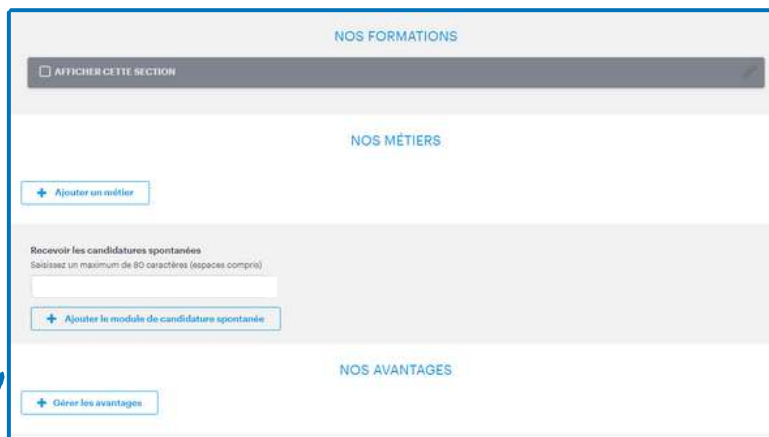 NOS FORMATIONS
AFFICHER CETTE SECTION
NOS MÉTIERS
+ Ajouter un métier
Recevoir les candidatures spontanées
Saisissez un maximum de 80 caractères (espaces compris)
+ Ajouter le module de candidature spontanée
NOS AVANTAGES
+ Gérer les avantages